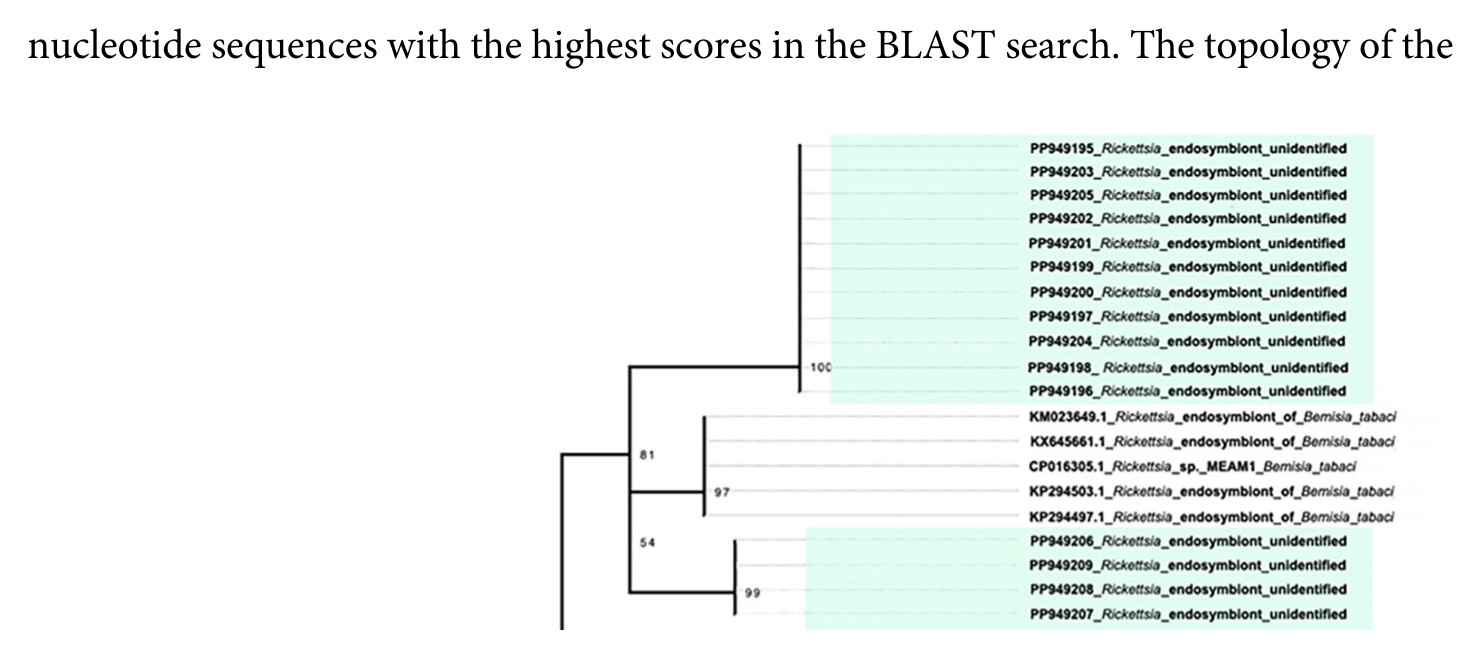 nucleotide sequences with the highest scores in the BLAST search. The topology of the
PP949195_Rickettsia_endosymbiont_unidentified
PP949203_Rickettsia_endosymbiont_unidentified
PP949205_Rickettsia_endosymbiont_unidentified
PP949202_Rickettsia_endosymbiont_unidentified
PP949201_Rickettsia_endosymbiont_unidentified
PP949199_Rickettsia_endosymbiont_unidentified
PP949200_Rickettsia_endosymbiont_unidentified
PP949197_Rickettsia_endosymbiont_unidentified
PP949204_Rickettsia_endosymbiont_unidentified
100 PP949198_ Rickettsia_endosymbiont_unidentified
PP949196_Rickettsia_endosymbiont_unidentified
KM023649.1_Rickettsia_endosymbiont_of_Bemisia_tabaci
KX645661.1_Rickettsia_endosymbiont_of_Bemisia_tabaci
81
CP016305.1_Rickettsia_sp._MEAM1_Bemisia_tabaci
97 KP294503.1_Rickettsia_endosymbiont_of_Bemisia_tabaci
KP294497.1_Rickettsia_endosymbiont_of_Bemisia_tabaci
54 PP949206_Rickettsia_endosymbiont_unidentified
PP949209_Rickettsia_endosymbiont_unidentified
99 PP949208_Rickettsia_endosymbiont_unidentified
PP949207_Rickettsia_endosymbiont_unidentified